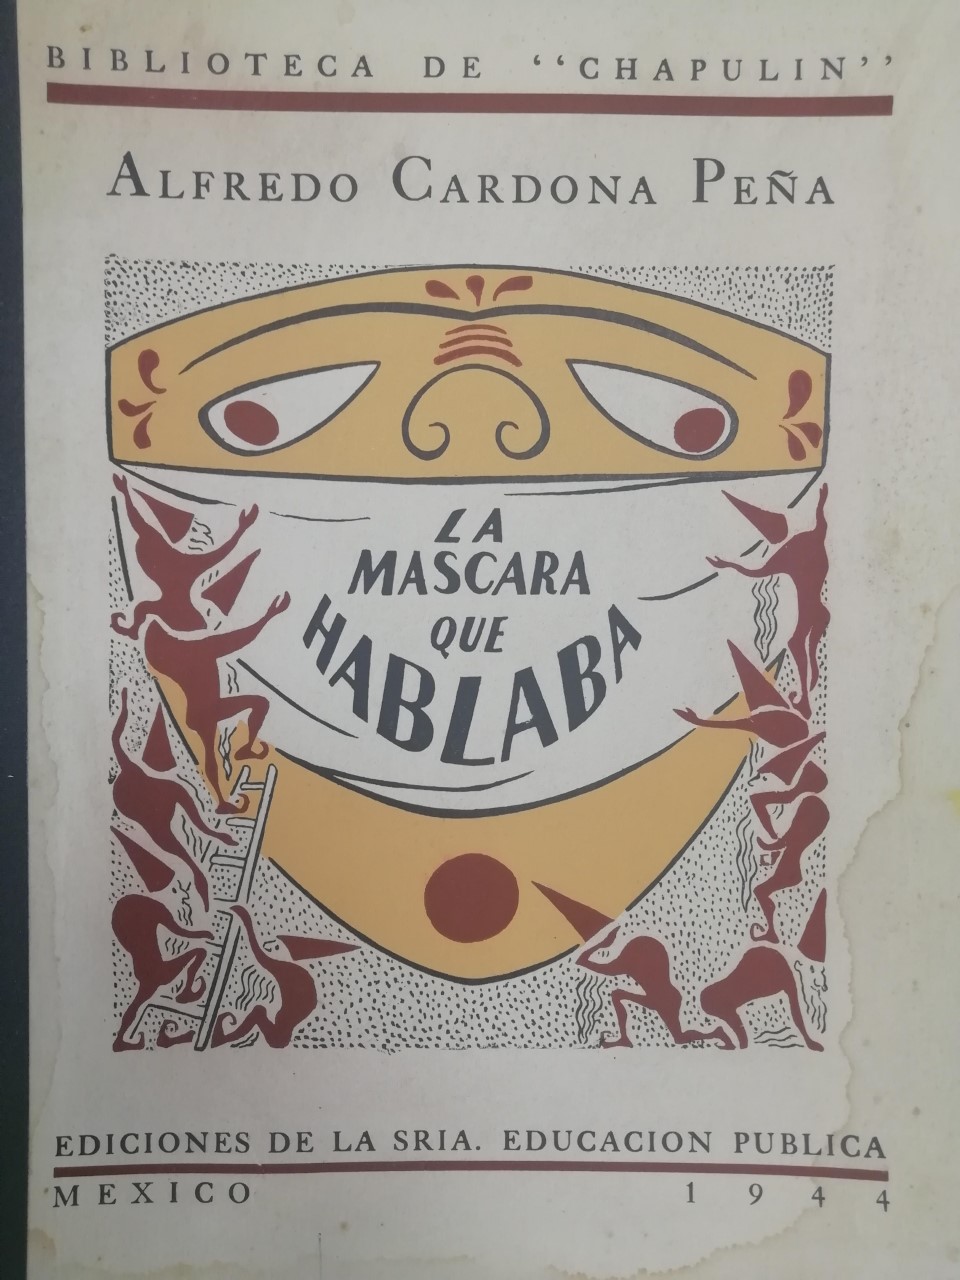 BIBLIOTECA DE ‘‘CHAPULIN’’
ALFREDO CARDONA PEÑA
LA
MASCARA
QUE
HABLABA
EDICIONES DE LA SRIA. EDUCACION PUBLICA
MEXICO 1944